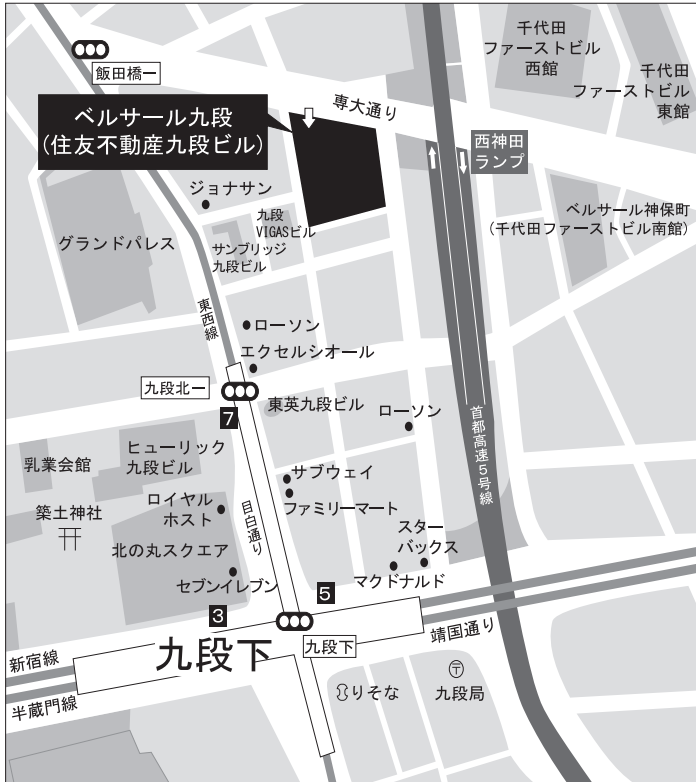 飯田橋一
千代田
ファーストビル
西館
千代田
ファーストビル
東館
ベルサール九段
(住友不動産九段ビル)
専大通り
西神田
ランプ
ジョナサン
九段
VIGASビル
サンブリッジ
九段ビル
グランドパレス
ベルサール神保町
(千代田ファーストビル南館)
東西線
ローソン
エクセルシオール
九段北一
7
東英九段ビル
ローソン
首都高速5号線
乳業会館
ヒューリック
九段ビル
サブウェイ
ファミリーマート
築土神社
ロイヤル
ホスト
目白通り
スター
バックス
北の丸スクエア
セブンイレブン
マクドナルド
3
5
九段下
九段下
靖国通り
新宿線
半蔵門線
りそな
〒
九段局